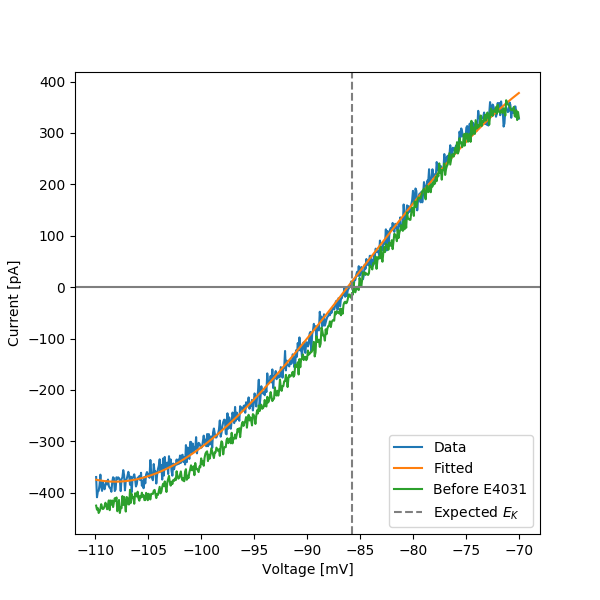 400
300
200
100
0
−100
−200
−300
−400
Current [pA]
Data
Fitted
Before E4031
Expected E_K
−110 −105 −100 −95 −90 −85 −80 −75 −70
Voltage [mV]